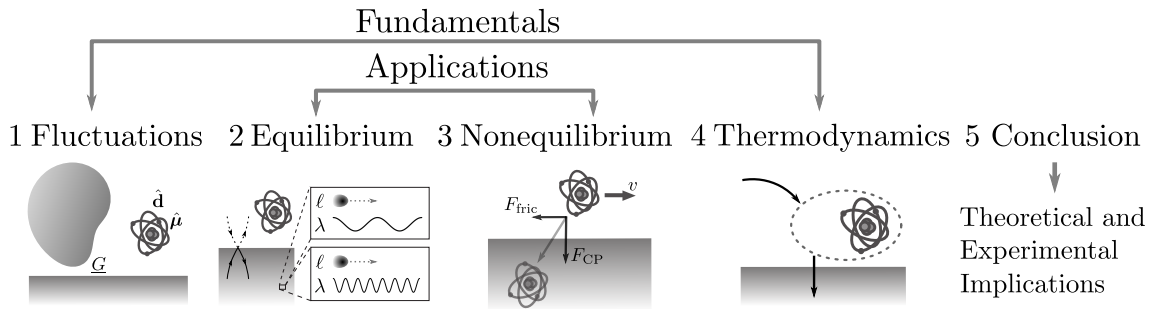 Fundamentals
Applications
1 Fluctuations
2 Equilibrium
3 Nonequilibrium
4 Thermodynamics
5 Conclusion
d̂
μ̂
G
ℓ
λ
ℓ
λ
v
F_fric
F_CP
Theoretical and
Experimental
Implications